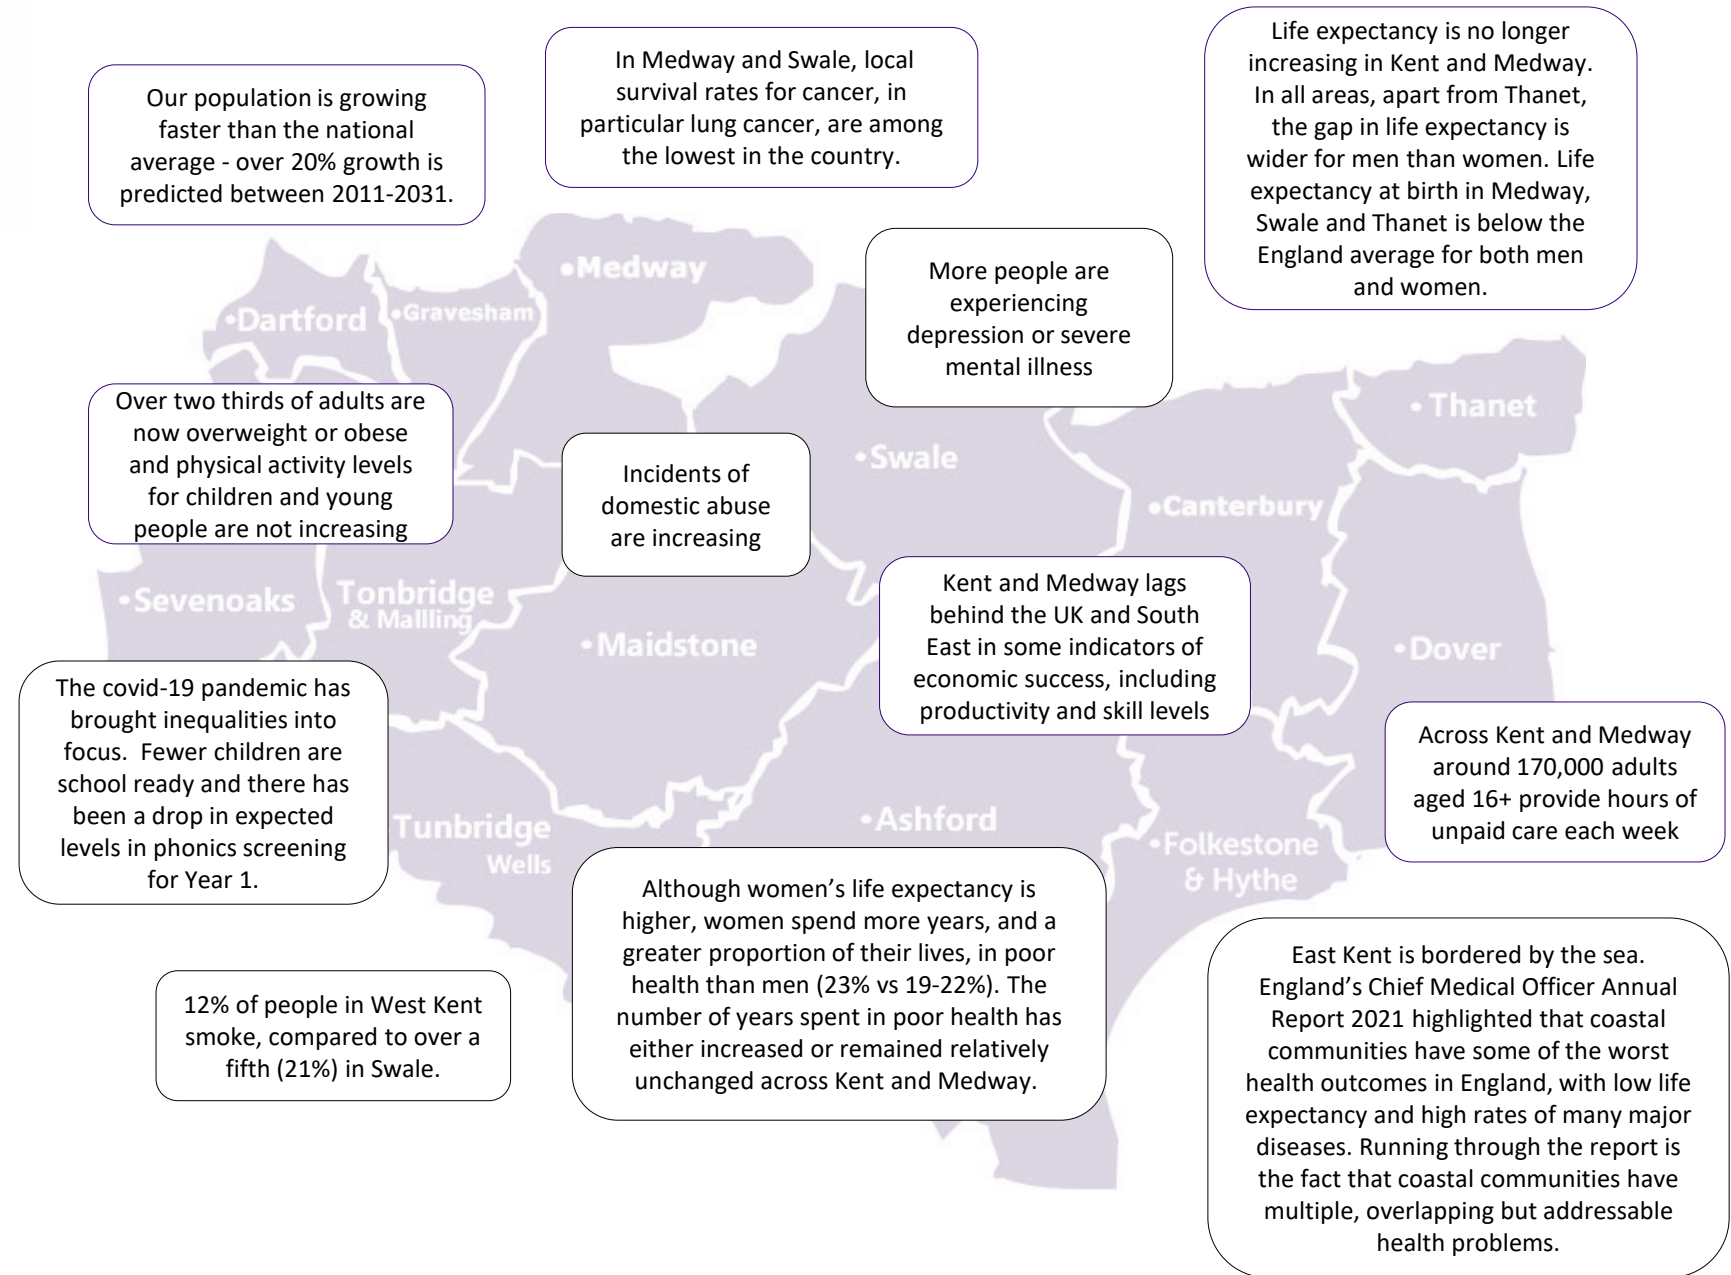 Our population is growing
faster than the national
average - over 20% growth is
predicted between 2011-2031.
In Medway and Swale, local
survival rates for cancer, in
particular lung cancer, are among
the lowest in the country.
Life expectancy is no longer
increasing in Kent and Medway.
In all areas, apart from Thanet,
the gap in life expectancy is
wider for men than women. Life
expectancy at birth in Medway,
Swale and Thanet is below the
England average for both men
and women.
•Medway
•Dartford
•Gravesham
More people are
experiencing
depression or severe
mental illness
• Thanet
Over two thirds of adults are
now overweight or obese
and physical activity levels
for children and young
people are not increasing
Incidents of
domestic abuse
are increasing
•Swale
•Canterbury
•Sevenoaks
Tonbridge
& Mallling
•Maidstone
Kent and Medway lags
behind the UK and South
East in some indicators of
economic success, including
productivity and skill levels
•Dover
The covid-19 pandemic has
brought inequalities into
focus.  Fewer children are
school ready and there has
been a drop in expected
levels in phonics screening
for Year 1.
Across Kent and Medway
around 170,000 adults
aged 16+ provide hours of
unpaid care each week
Tunbridge
Wells
•Ashford
•Folkestone
& Hythe
Although women’s life expectancy is
higher, women spend more years, and a
greater proportion of their lives, in poor
health than men (23% vs 19-22%). The
number of years spent in poor health has
either increased or remained relatively
unchanged across Kent and Medway.
12% of people in West Kent
smoke, compared to over a
fifth (21%) in Swale.
East Kent is bordered by the sea.
England’s Chief Medical Officer Annual
Report 2021 highlighted that coastal
communities have some of the worst
health outcomes in England, with low life
expectancy and high rates of many major
diseases. Running through the report is
the fact that coastal communities have
multiple, overlapping but addressable
health problems.